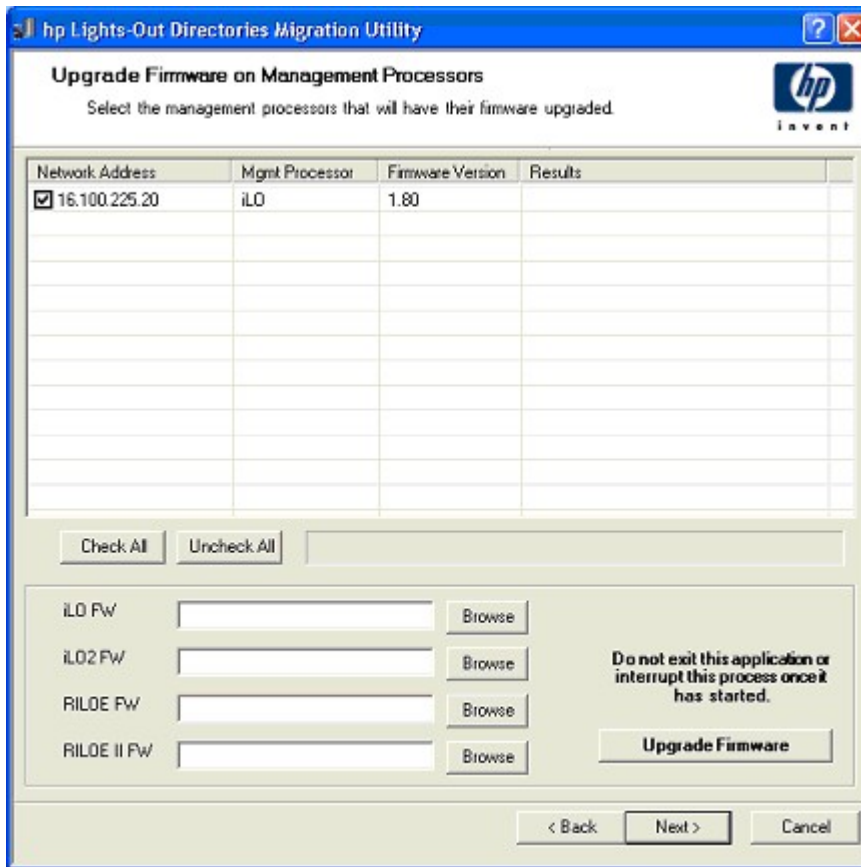 hp Lights-Out Directories Migration Utility
Upgrade Firmware on Management Processors
Select the management processors that will have their firmware upgraded.
hp
invent
Network Address Mgmt Processor Firmware Version Results
16.100.225.20 iLO 1.80
Check All Uncheck All
iLO FW Browse
iLO2 FW Browse
RILOE FW Browse
RILOE II FW Browse
Do not exit this application or
interrupt this process once it
has started.
Upgrade Firmware
< Back Next > Cancel